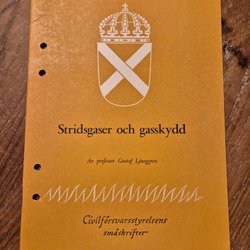 Stridsgaser och gasskydd
Av professor Gustaf Ljunggren
Civilförsvarsstyrelsens
småskrifter